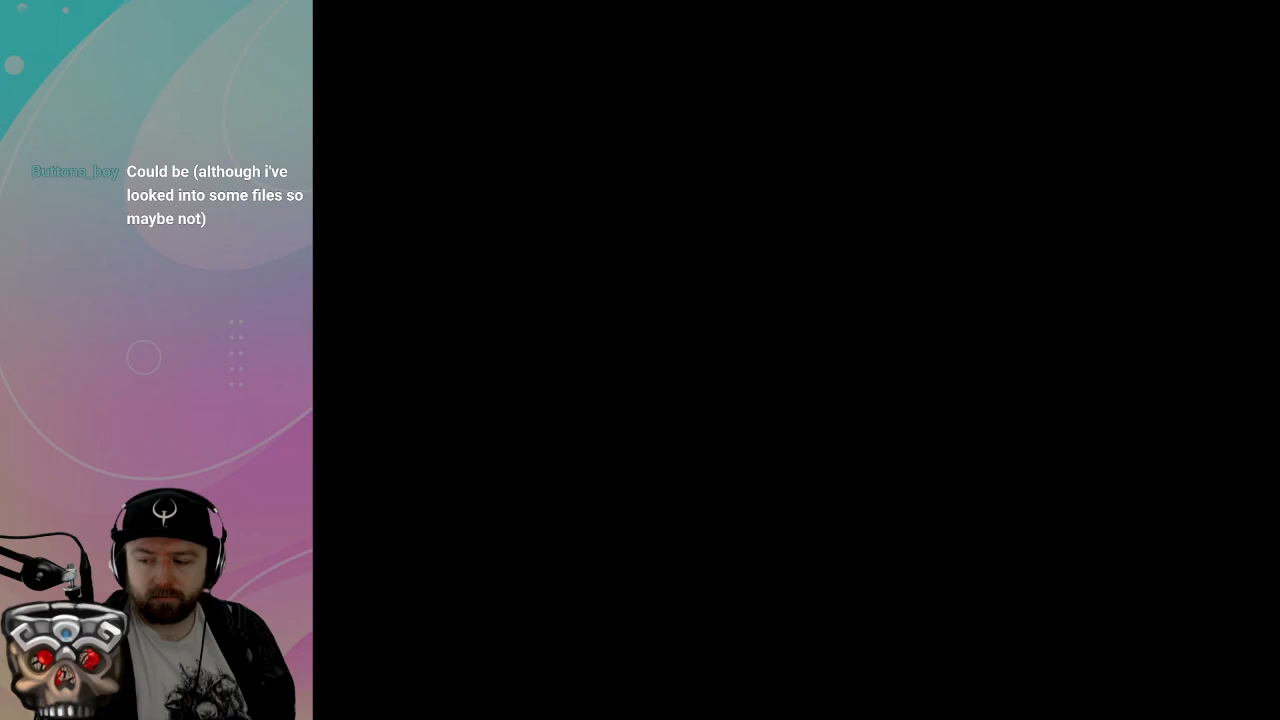 Buttons_boy Could be (although i've
looked into some files so
maybe not)